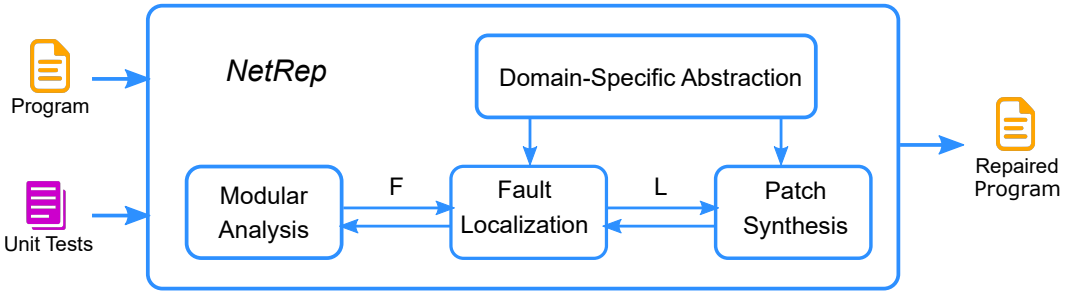 NetRep
Domain-Specific Abstraction
Program
Unit Tests
Modular
Analysis
F
Fault
Localization
L
Patch
Synthesis
Repaired
Program